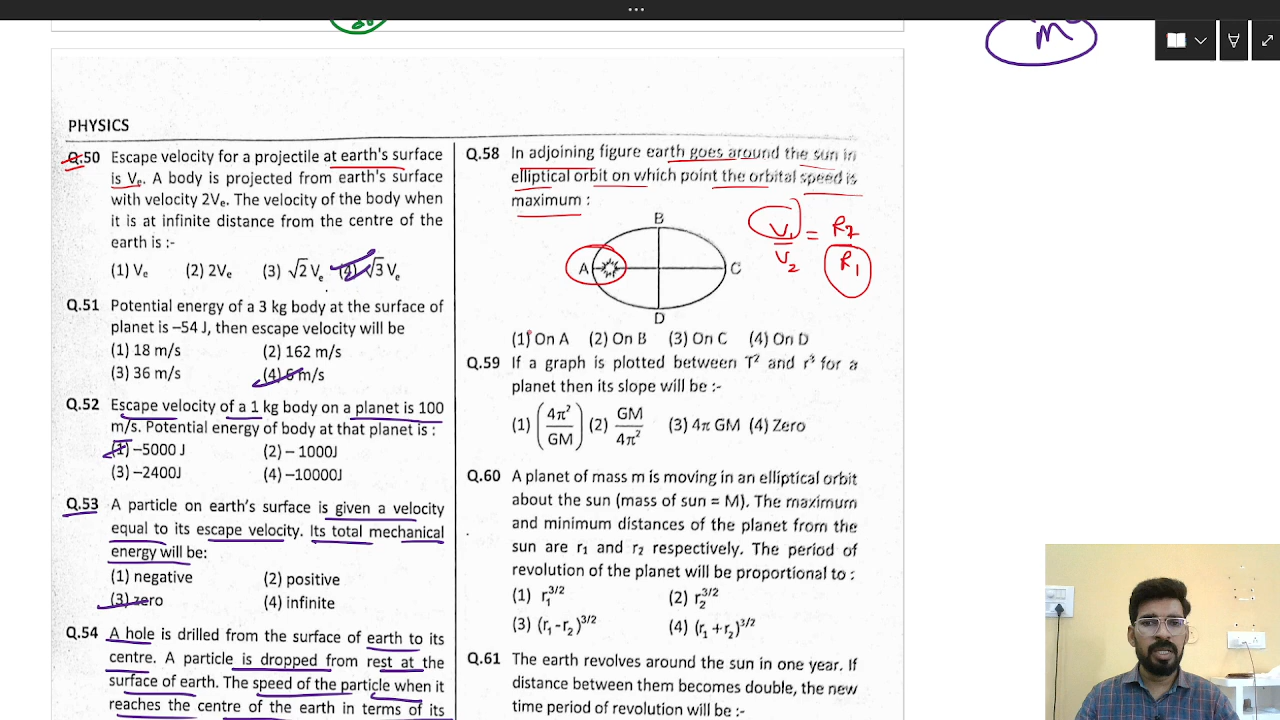 ...
m
PHYSICS
Q.50 Escape velocity for a projectile at earth's surface
is Vₑ. A body is projected from earth's surface
with velocity 2Vₑ. The velocity of the body when
it is at infinite distance from the centre of the
earth is :-
(1) Vₑ (2) 2Vₑ (3) √2 Vₑ (4) √3 Vₑ
Q.51 Potential energy of a 3 kg body at the surface of
planet is –54 J, then escape velocity will be
(1) 18 m/s (2) 162 m/s
(3) 36 m/s (4) 6 m/s
Q.52 Escape velocity of a 1 kg body on a planet is 100
m/s. Potential energy of body at that planet is :
(1) –5000 J (2) – 1000J
(3) –2400J (4) –10000J
Q.53 A particle on earth's surface is given a velocity
equal to its escape velocity. Its total mechanical
energy will be:
(1) negative (2) positive
(3) zero (4) infinite
Q.54 A hole is drilled from the surface of earth to its
centre. A particle is dropped from rest at the
surface of earth. The speed of the particle when it
reaches the centre of the earth in terms of its
Q.58 In adjoining figure earth goes around the sun in
elliptical orbit on which point the orbital speed is
maximum :
B
A C
D
V₁/V₂ = R₂/R₁
(1) On A (2) On B (3) On C (4) On D
Q.59 If a graph is plotted between T² and r³ for a
planet then its slope will be :-
(1) (4π²/GM) (2) GM/4π² (3) 4π GM (4) Zero
Q.60 A planet of mass m is moving in an elliptical orbit
about the sun (mass of sun = M). The maximum
and minimum distances of the planet from the
sun are r₁ and r₂ respectively. The period of
revolution of the planet will be proportional to :
(1) r₁^3/2 (2) r₂^3/2
(3) (r₁ -r₂ )^3/2 (4) (r₁ +r₂ )^3/2
Q.61 The earth revolves around the sun in one year. If
distance between them becomes double, the new
time period of revolution will be :-